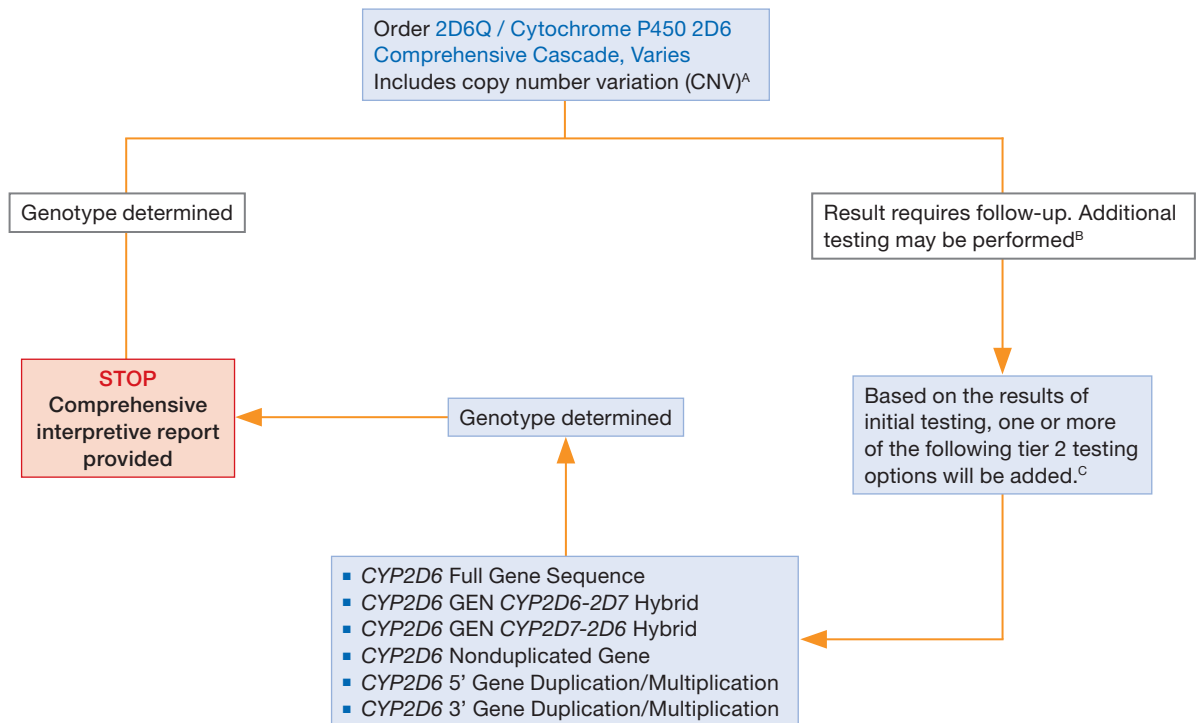 Order 2D6Q / Cytochrome P450 2D6
Comprehensive Cascade, Varies
Includes copy number variation (CNV)ᴬ
Genotype determined
Result requires follow-up. Additional
testing may be performedᴮ
STOP
Comprehensive
interpretive report
provided
Genotype determined
Based on the results of
initial testing, one or more
of the following tier 2 testing
options will be added.ᶜ
▪ CYP2D6 Full Gene Sequence
▪ CYP2D6 GEN CYP2D6-2D7 Hybrid
▪ CYP2D6 GEN CYP2D7-2D6 Hybrid
▪ CYP2D6 Nonduplicated Gene
▪ CYP2D6 5’ Gene Duplication/Multiplication
▪ CYP2D6 3’ Gene Duplication/Multiplication